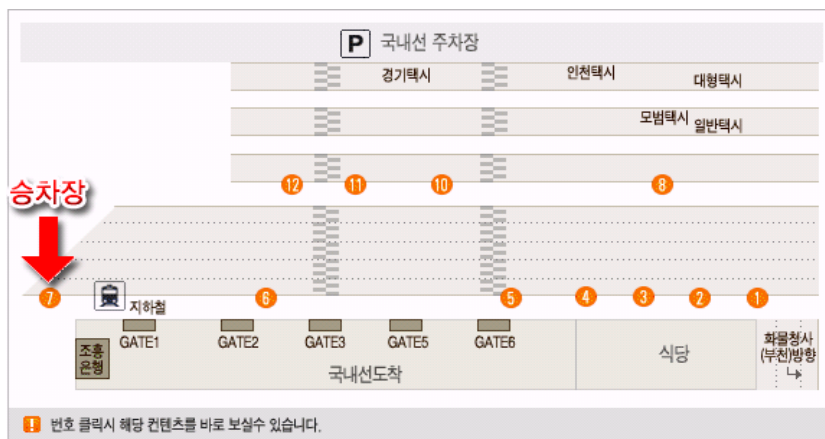 P 국내선 주차장
경기택시
인천택시
대형택시
모범택시
일반택시
12 11 10 8
승차장
7
지하철
6 5 4 3 2 1
조흥
은행
GATE1 GATE2 GATE3 GATE5 GATE6
국내선도착
식당
화물청사
(부천)방향
! 번호 클릭시 해당 컨텐츠를 바로 보실수 있습니다.